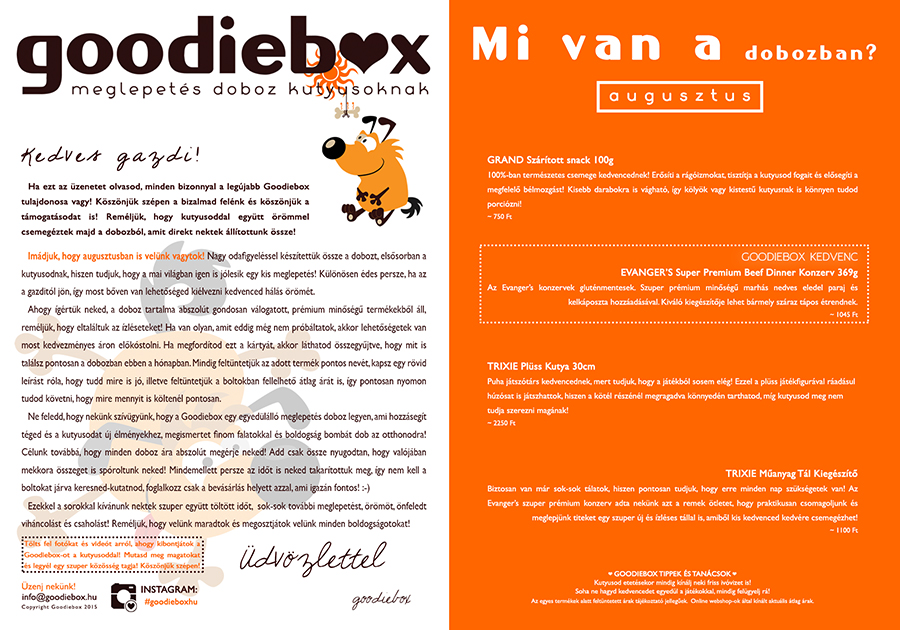 goodiebox
meglepetés doboz kutyusoknak
Kedves gazdi!
Ha ezt az üzenetet olvasod, minden bizonnyal a legújabb Goodiebox
tulajdonosa vagy! Köszönjük szépen a bizalmad felénk és köszönjük a
támogatásodat is! Reméljük, hogy kutyusoddal együtt örömmel
csemegéztek majd a dobozból, amit direkt nektek állítottunk össze!
Imádjuk, hogy augusztusban is velünk vagytok! Nagy odafigyeléssel készítettük össze a dobozt, elsősorban a
kutyusodnak, hiszen tudjuk, hogy a mai világban igen is jólesik egy kis meglepetés! Különösen édes persze, ha az
a gazditól jön, így most bőven van lehetőséged kiélvezni kedvenced hálás örömét.
Ahogy ígértük neked, a doboz tartalma abszolút gondosan válogatott, prémium minőségű termékekből áll,
reméljük, hogy eltaláltuk az ízléseteket! Ha van olyan, amit eddig még nem próbáltatok, akkor lehetőségetek van
most kedvezményes áron előkóstolni. Ha megfordítod ezt a kártyát, akkor láthatod összegyűjtve, hogy mit is
találsz pontosan a dobozban ebben a hónapban. Mindig feltüntetjük az adott termék pontos nevét, kapsz egy rövid
leírást róla, hogy tudd mire is jó, illetve feltüntetjük a boltokban fellelhető átlag árát is, így pontosan nyomon
tudod követni, hogy mire mennyit is költenél pontosan.
Ne feledd, hogy nekünk szívügyünk, hogy a Goodiebox egy egyedülálló meglepetés doboz legyen, ami hozzásegít
téged és a kutyusodat új élményekhez, megismertet finom falatokkal és boldogság bombát dob az otthonodra!
Célunk továbbá, hogy minden doboz ára abszolút megérje neked! Add csak össze nyugodtan, hogy valójában
mekkora összeget is spóroltunk neked! Mindemellett persze az időt is neked takarítottuk meg, így nem kell a
boltokat járva keresned-kutatnod, foglalkozz csak a bevásárlás helyett azzal, ami igazán fontos! :-)
Ezekkel a sorokkal kívánunk nektek szuper együtt töltött időt, sok-sok további meglepetést, örömöt, önfeledt
viháncolást és csaholást! Reméljük, hogy velünk maradtok és megosztjátok velünk minden boldogságotokat!
Tölts fel fotókat és videót arról, ahogy kibontjátok a
Goodiebox-ot a kutyusoddal! Mutasd meg magatokat
és legyél egy szuper közösség tagja! Köszönjük szépen!
Üdvözlettel
goodiebox
Üzenj nekünk!
info@goodiebox.hu
Copyright Goodiebox 2015
INSTAGRAM:
#goodieboxhu
Mi van a dobozban?
augusztus
GRAND Szárított snack 100g
100%-ban természetes csemege kedvencednek! Erősíti a rágóizmokat, tisztítja a kutyusod fogait és elősegíti a
megfelelő bélmozgást! Kisebb darabokra is vágható, így kölyök vagy kistestű kutyusnak is könnyen tudod
porciózni!
~ 750 Ft
GOODIEBOX KEDVENC
EVANGER'S Super Premium Beef Dinner Konzerv 369g
Az Evanger's konzervek gluténmentesek. Szuper prémium minőségű marhás nedves eledel paraj és
kelkáposzta hozzáadásával. Kiváló kiegészítője lehet bármely száraz tápos étrendnek.
~ 1045 Ft
TRIXIE Plüss Kutya 30cm
Puha játszótárs kedvencednek, mert tudjuk, hogy a játékból sosem elég! Ezzel a plüss játékfigurával ráadásul
húzósat is játszhattok, hiszen a kötél részénél megragadva könnyedén tarthatod, míg kutyusod meg nem
tudja szerezni magának!
~ 2250 Ft
TRIXIE Műanyag Tál Kiegészítő
Biztosan van már sok-sok tálatok, hiszen pontosan tudjuk, hogy erre minden nap szükségetek van! Az
Evanger's szuper prémium konzerv adta nekünk azt a remek ötletet, hogy praktikusan csomagoljunk és
meglepjünk titeket egy szuper új és ízléses tállal is, amiből kis kedvenced kedvére csemegézhet!
~ 1100 Ft
♥ GOODIEBOX TIPPEK ÉS TANÁCSOK ♥
Kutyusod etetésekor mindig kínálj neki friss ivóvizet is!
Soha ne hagyd kedvencedet egyedül a játékokkal, mindig felügyelj rá!
Az egyes termékek alatt feltüntetett árak tájékoztató jellegűek. Online webshop-ok által kínált aktuális átlag árak.